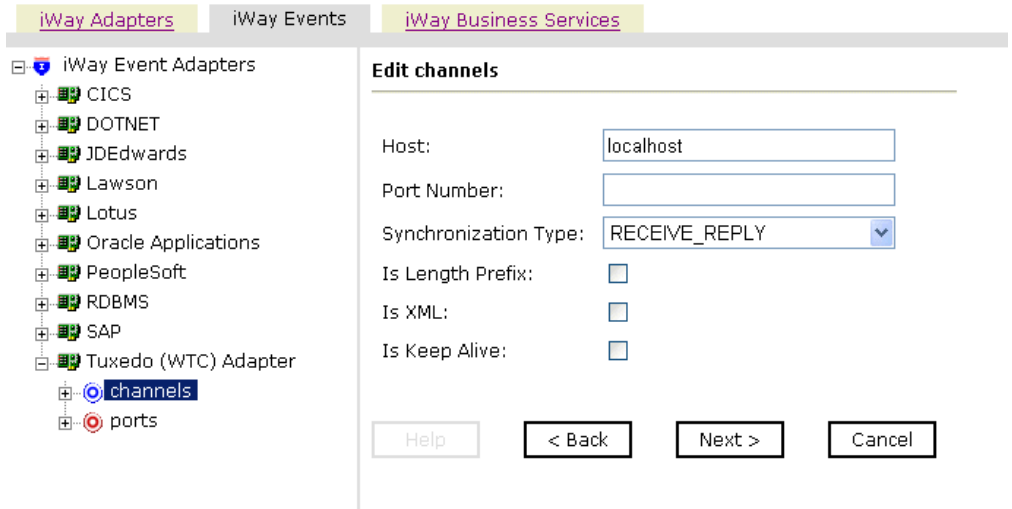 iWay Adapters
iWay Events
iWay Business Services
iWay Event Adapters
CICS
DOTNET
JDEdwards
Lawson
Lotus
Oracle Applications
PeopleSoft
RDBMS
SAP
Tuxedo (WTC) Adapter
channels
ports
Edit channels
Host: localhost
Port Number:
Synchronization Type: RECEIVE_REPLY
Is Length Prefix:
Is XML:
Is Keep Alive:
Help < Back Next > Cancel